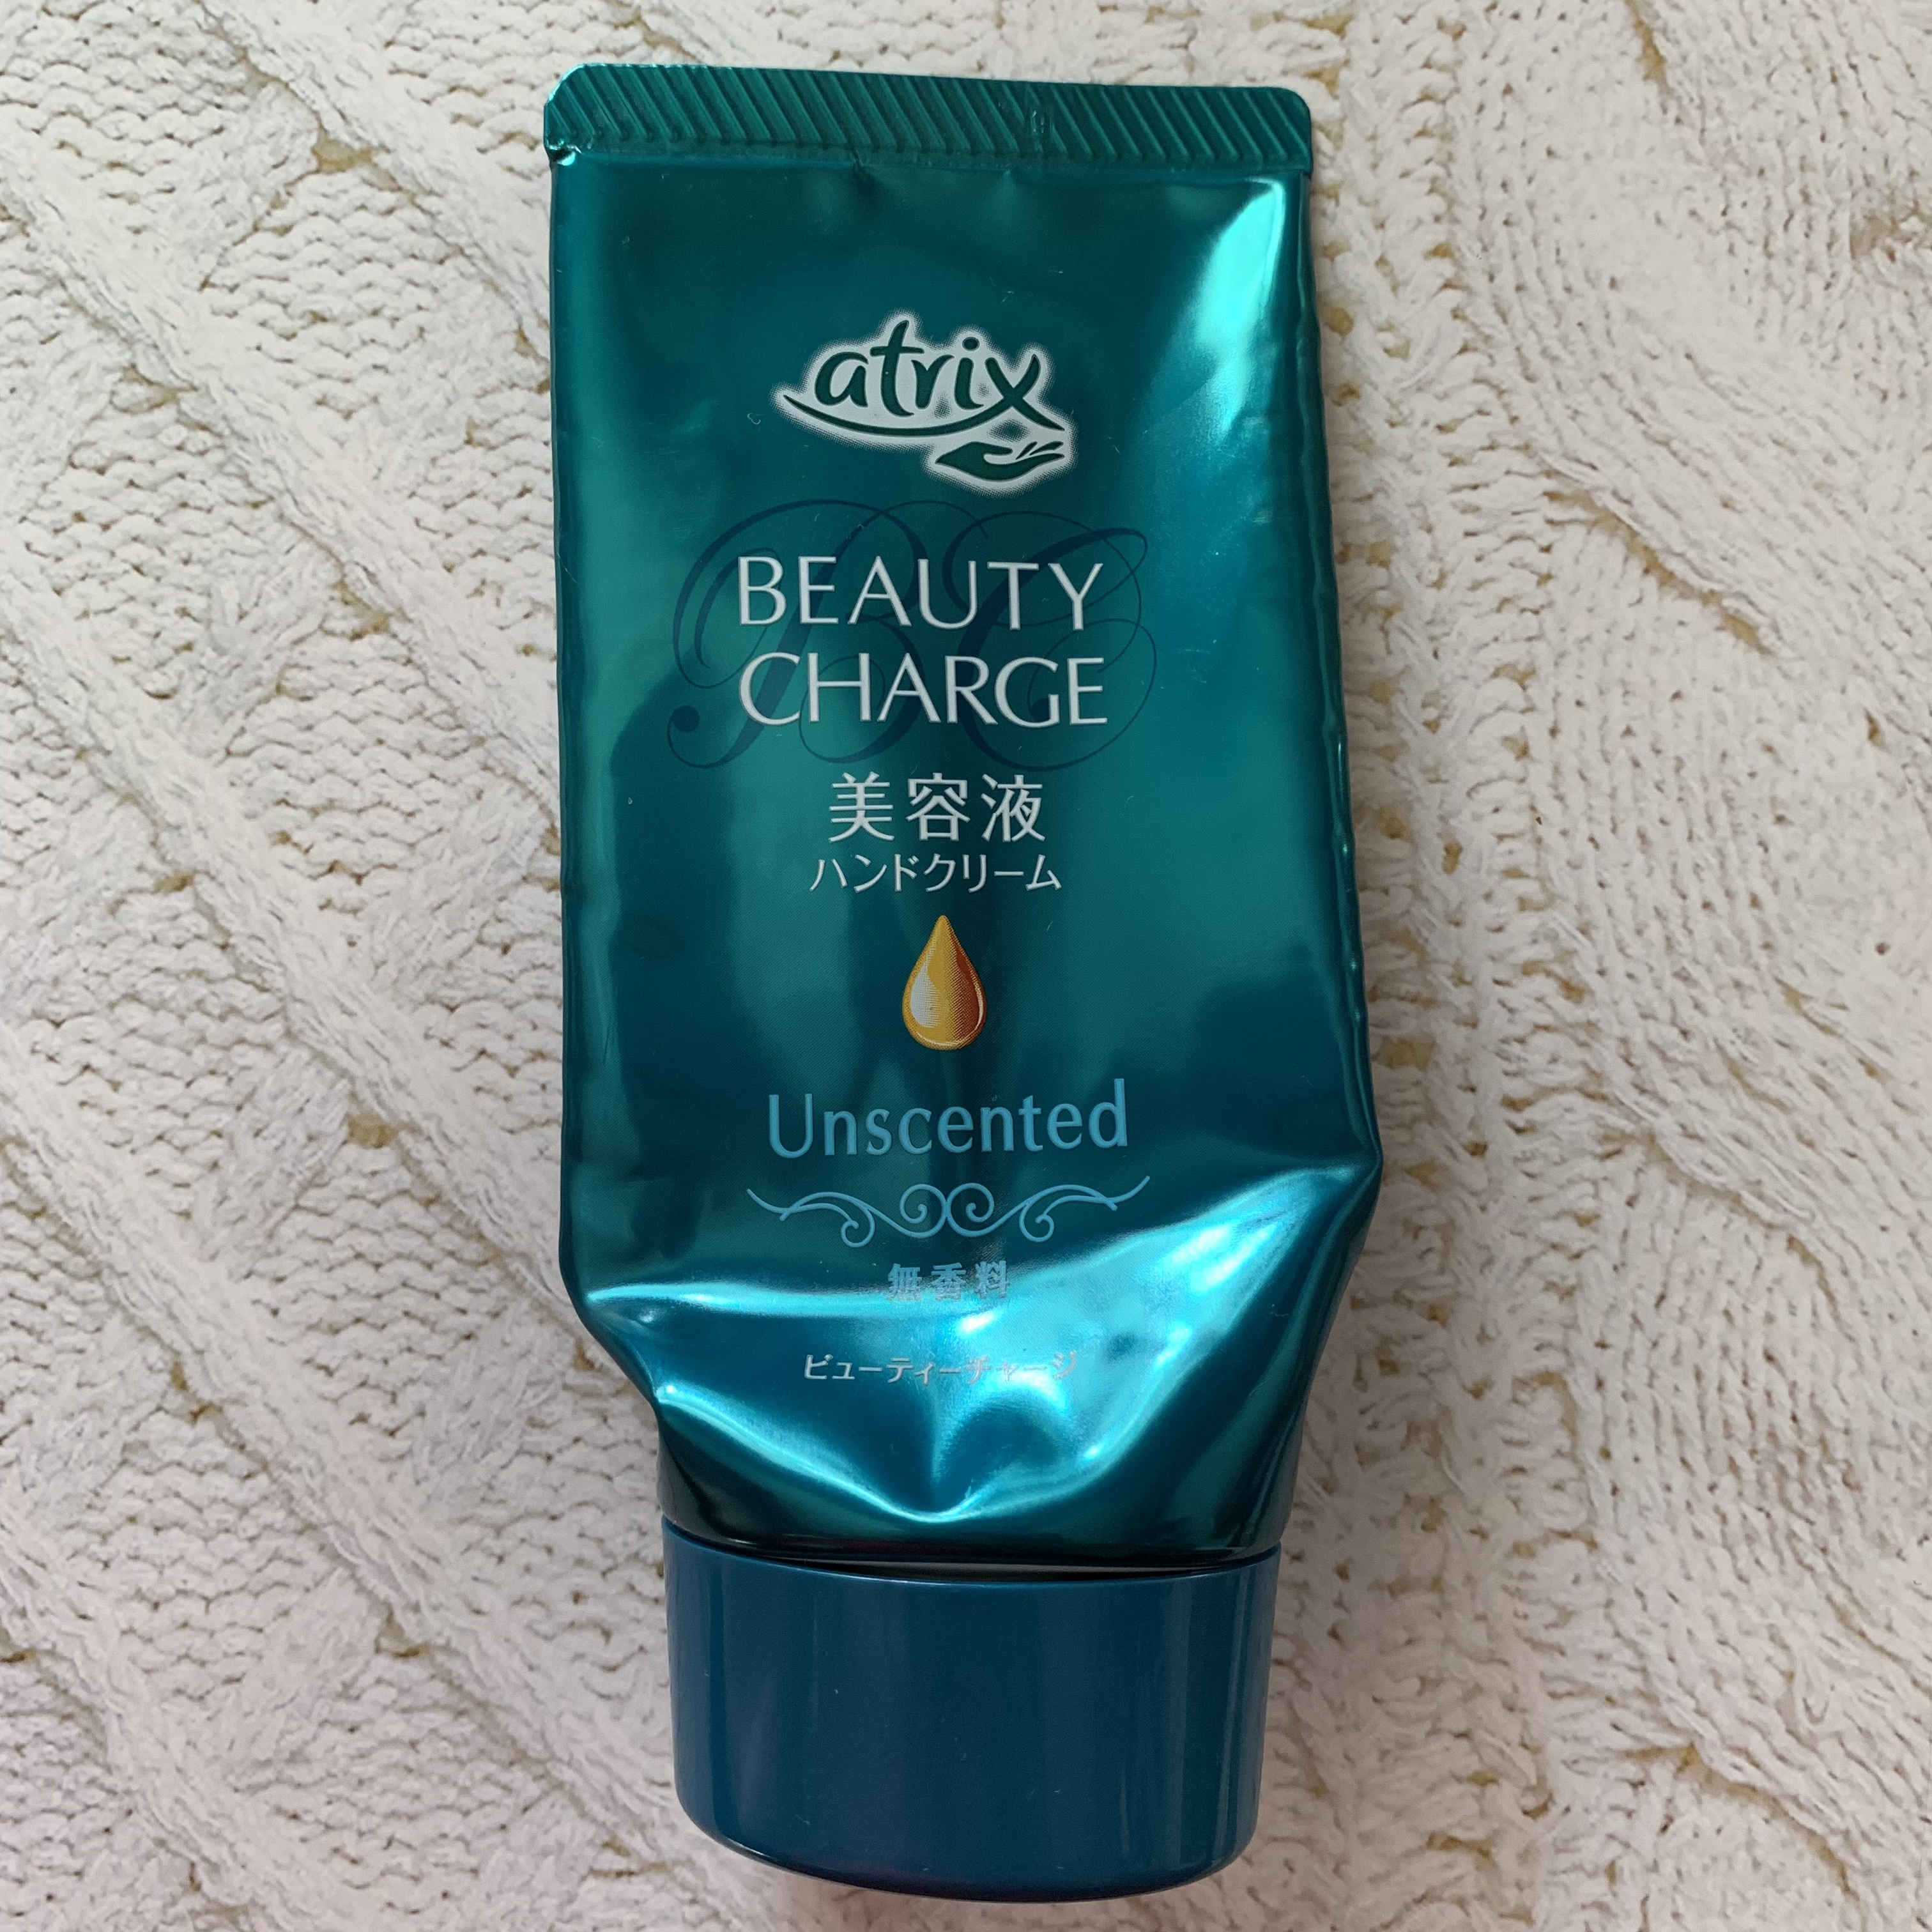 atrix
BEAUTY
CHARGE
美容液
ハンドクリーム
Unscented
無香料
ビューティーチャージ